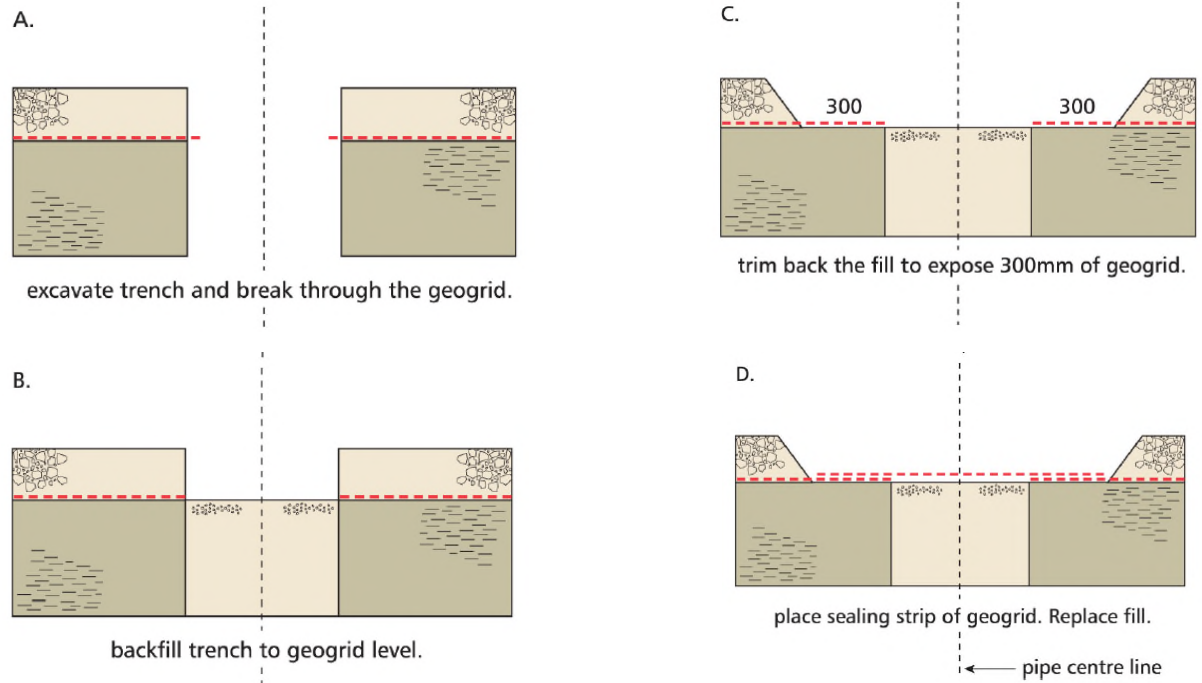 A.
excavate trench and break through the geogrid.
B.
backfill trench to geogrid level.
C.
300 300
trim back the fill to expose 300mm of geogrid.
D.
place sealing strip of geogrid. Replace fill.
pipe centre line